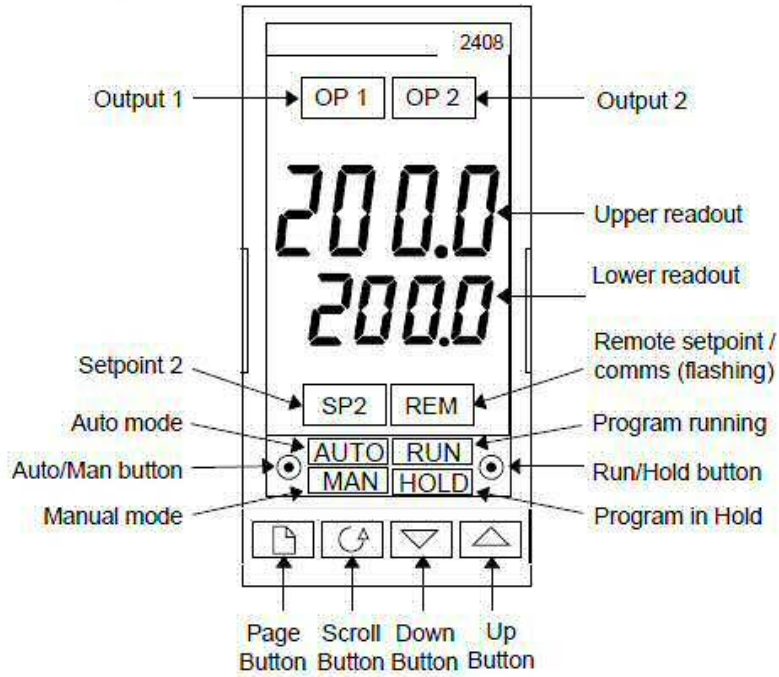 2408
Output 1
OP 1
OP 2
Output 2
200.0
Upper readout
200.0
Lower readout
Setpoint 2
SP2
REM
Remote setpoint /
comms (flashing)
Auto mode
AUTO
RUN
Program running
Auto/Man button
Run/Hold button
Manual mode
MAN
HOLD
Program in Hold
Page
Button
Scroll
Button
Down
Button
Up
Button